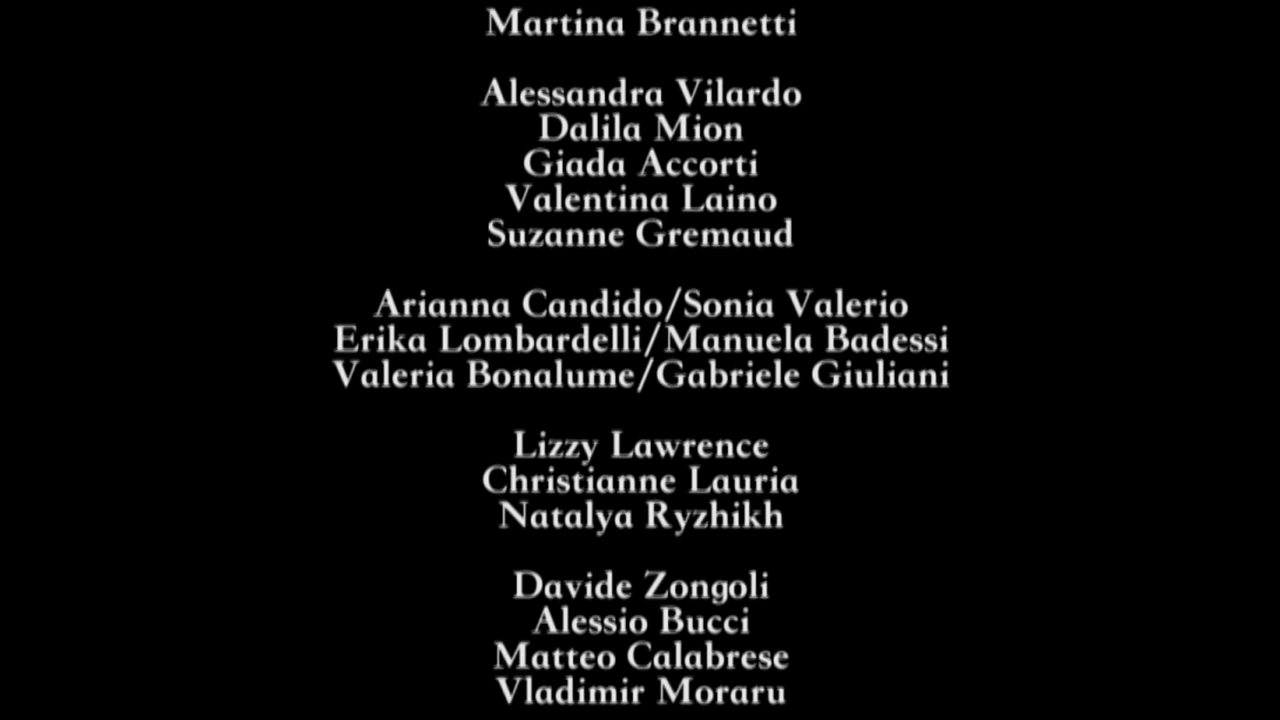 Martina Brannetti
Alessandra Vilardo
Dalila Mion
Giada Accorti
Valentina Laino
Suzanne Gremaud
Arianna Candido/Sonia Valerio
Erika Lombardelli/Manuela Badessi
Valeria Bonalume/Gabriele Giuliani
Lizzy Lawrence
Christianne Lauria
Natalya Ryzhikh
Davide Zongoli
Alessio Bucci
Matteo Calabrese
Vladimir Moraru